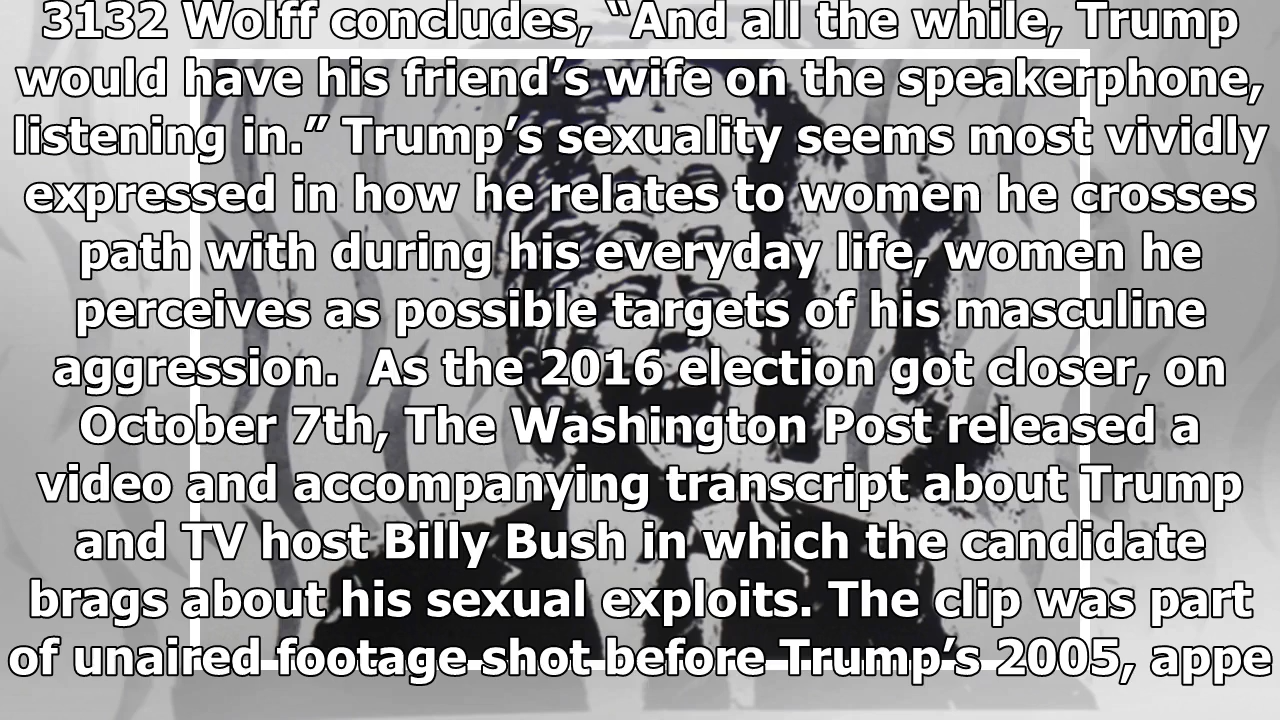 3132 Wolff concludes, “And all the while, Trump
would have his friend’s wife on the speakerphone,
listening in.” Trump’s sexuality seems most vividly
expressed in how he relates to women he crosses
path with during his everyday life, women he
perceives as possible targets of his masculine
aggression.  As the 2016 election got closer, on
October 7th, The Washington Post released a
video and accompanying transcript about Trump
and TV host Billy Bush in which the candidate
brags about his sexual exploits. The clip was part
of unaired footage shot before Trump’s 2005, appe